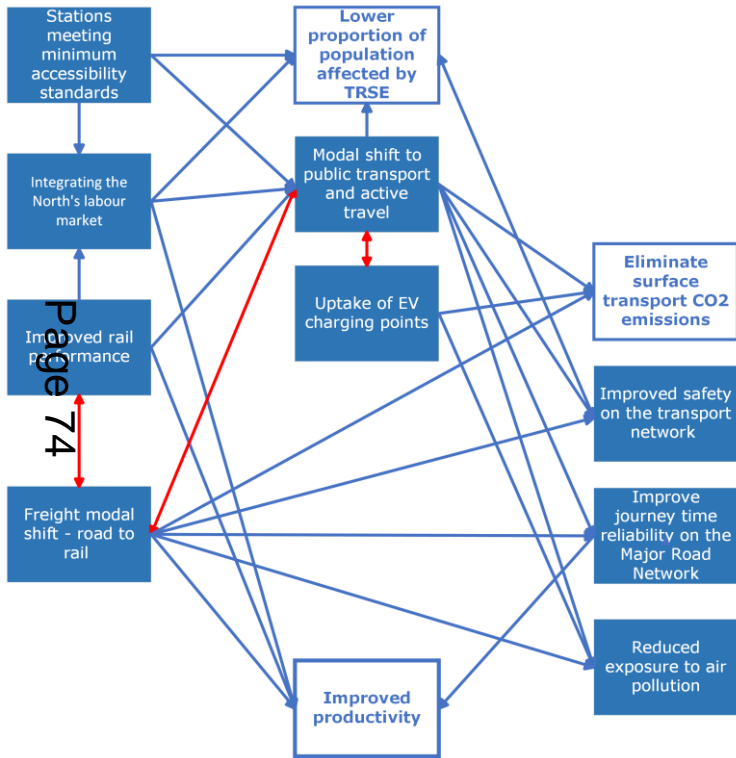 Stations
meeting
minimum
accessibility
standards
Lower
proportion of
population
affected by
TRSE
Integrating the
North's labour
market
Modal shift to
public transport
and active
travel
Improved rail
performance
Page 74
Uptake of EV
charging points
Eliminate
surface
transport CO2
emissions
Improved safety
on the transport
network
Freight modal
shift - road to
rail
Improve
journey time
reliability on the
Major Road
Network
Improved
productivity
Reduced
exposure to air
pollution